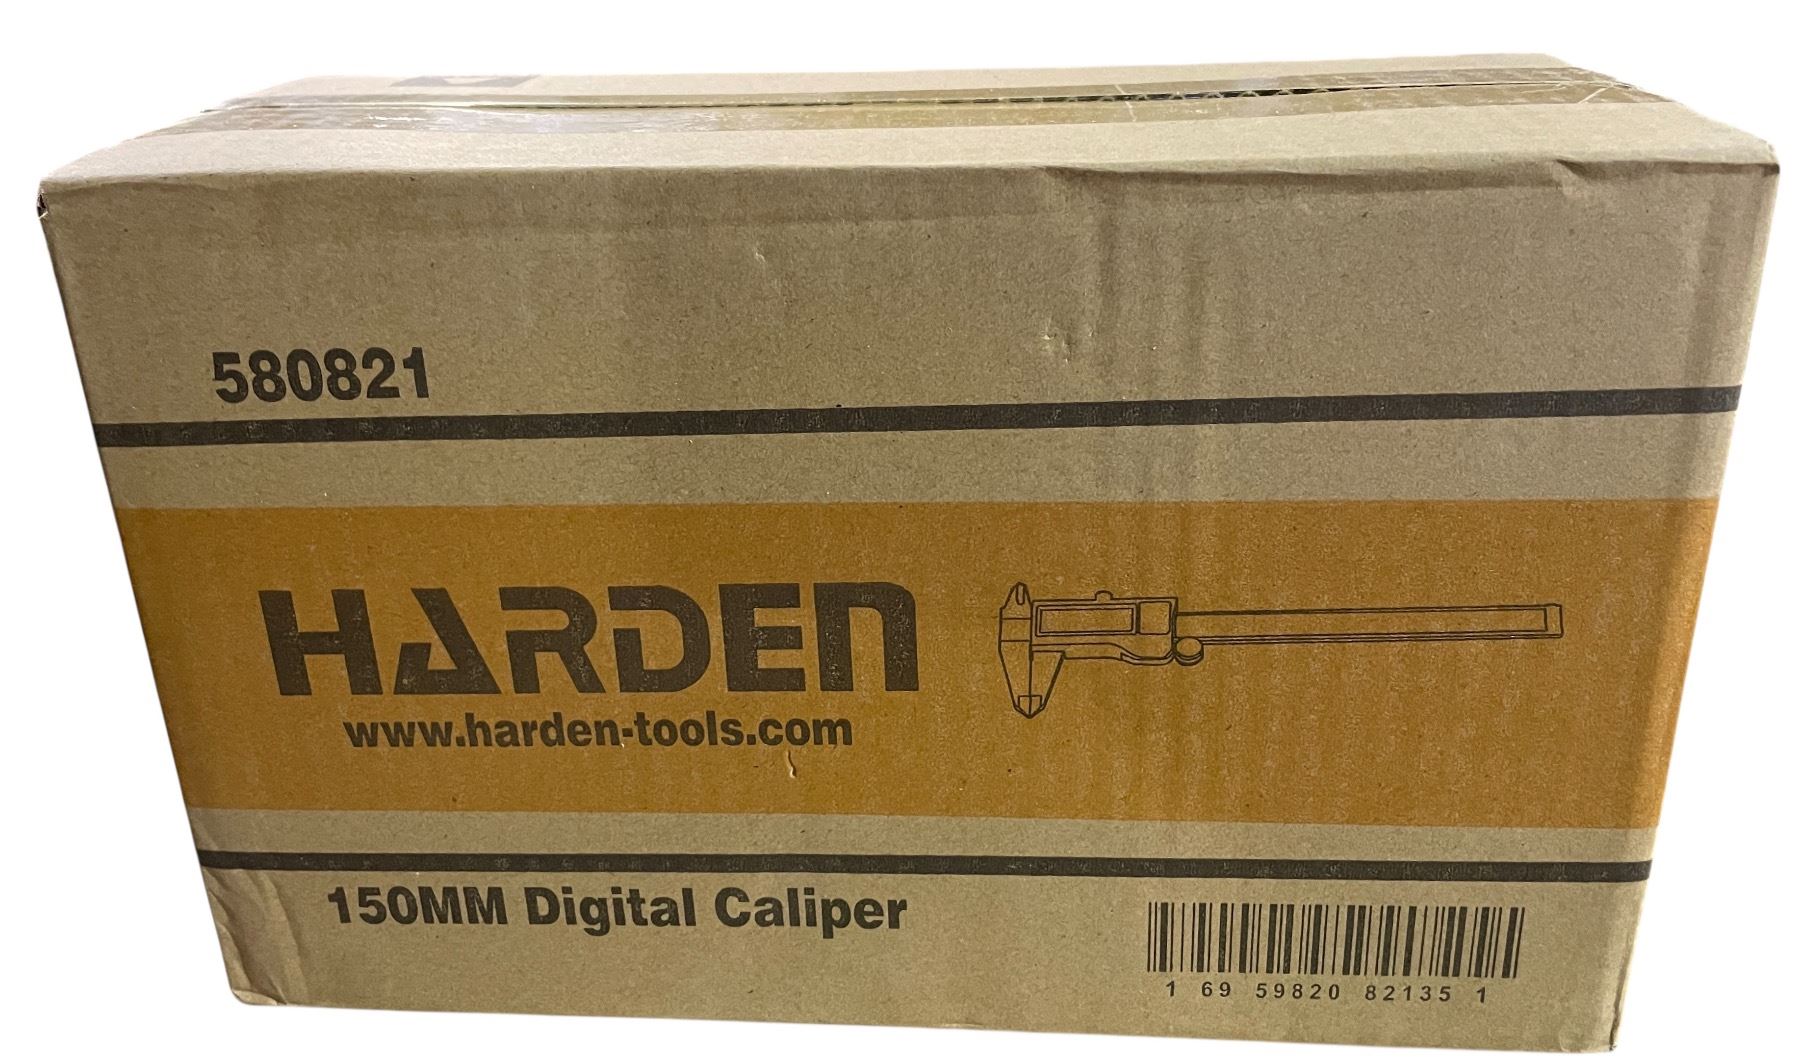 580821
HARDEN
www.harden-tools.com
150MM Digital Caliper
1 69 59820 82135 1